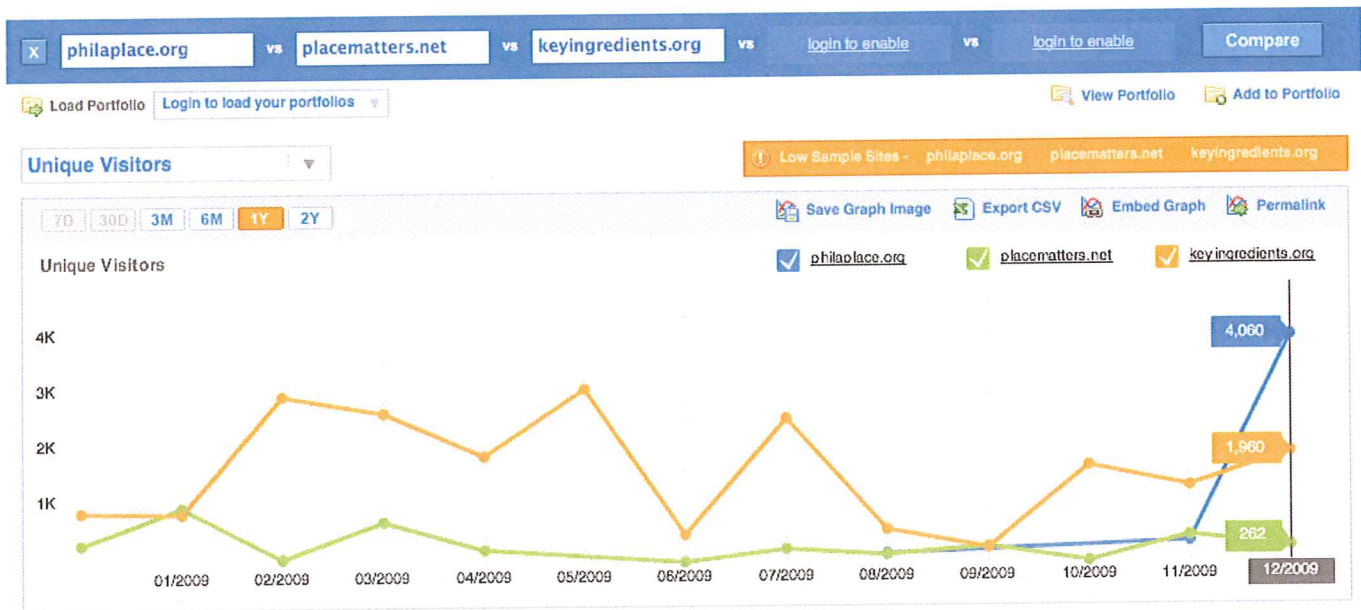 X philaplace.org vs placematters.net vs keyingredients.org vs login to enable vs login to enable Compare
Load Portfolio Login to load your portfolios View Portfolio Add to Portfolio
Unique Visitors Low Sample Sites - philaplace.org placematters.net keyingredients.org
7D 30D 3M 6M 1Y 2Y Save Graph Image Export CSV Embed Graph Permalink
Unique Visitors philaplace.org placematters.net keyingredients.org
4K 4,060
3K
2K 1,960
1K
262
01/2009 02/2009 03/2009 04/2009 05/2009 06/2009 07/2009 08/2009 09/2009 10/2009 11/2009 12/2009